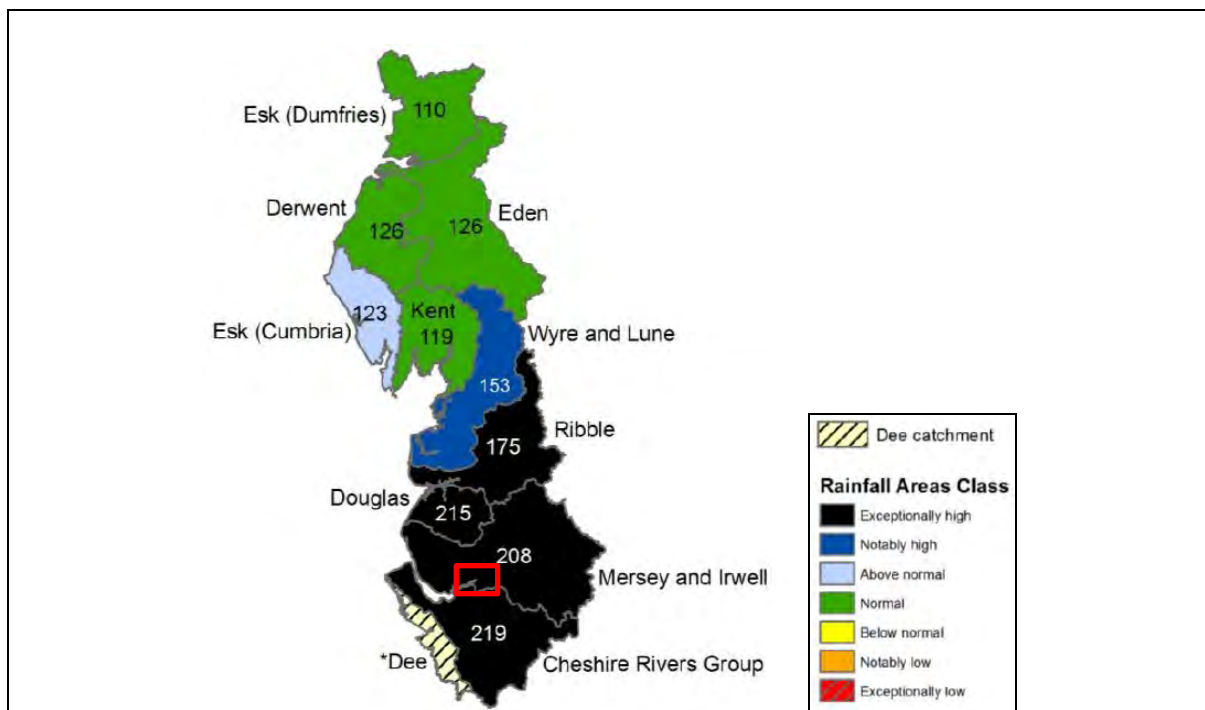 110
Esk (Dumfries)
Derwent
Eden
126
126
123
Kent
Esk (Cumbria)
119
Wyre and Lune
153
Ribble
175
Douglas
215
208
Mersey and Irwell
219
*Dee
Cheshire Rivers Group
Dee catchment
Rainfall Areas Class
Exceptionally high
Notably high
Above normal
Normal
Below normal
Notably low
Exceptionally low